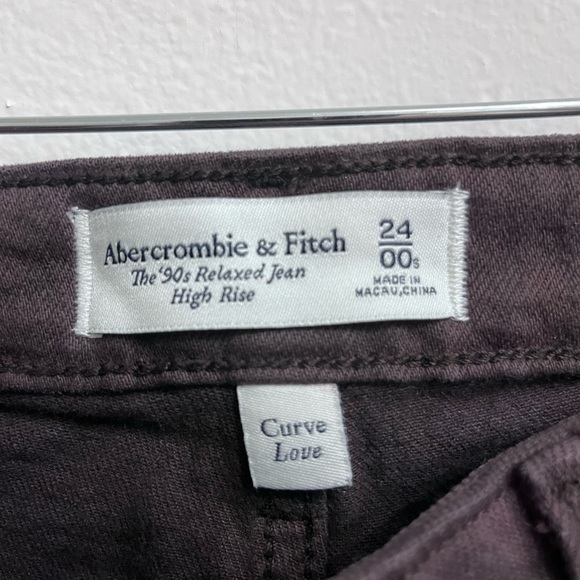 Abercrombie & Fitch
The '90s Relaxed Jean
High Rise
24
00s
MADE IN
MACAU, CHINA
Curve
Love